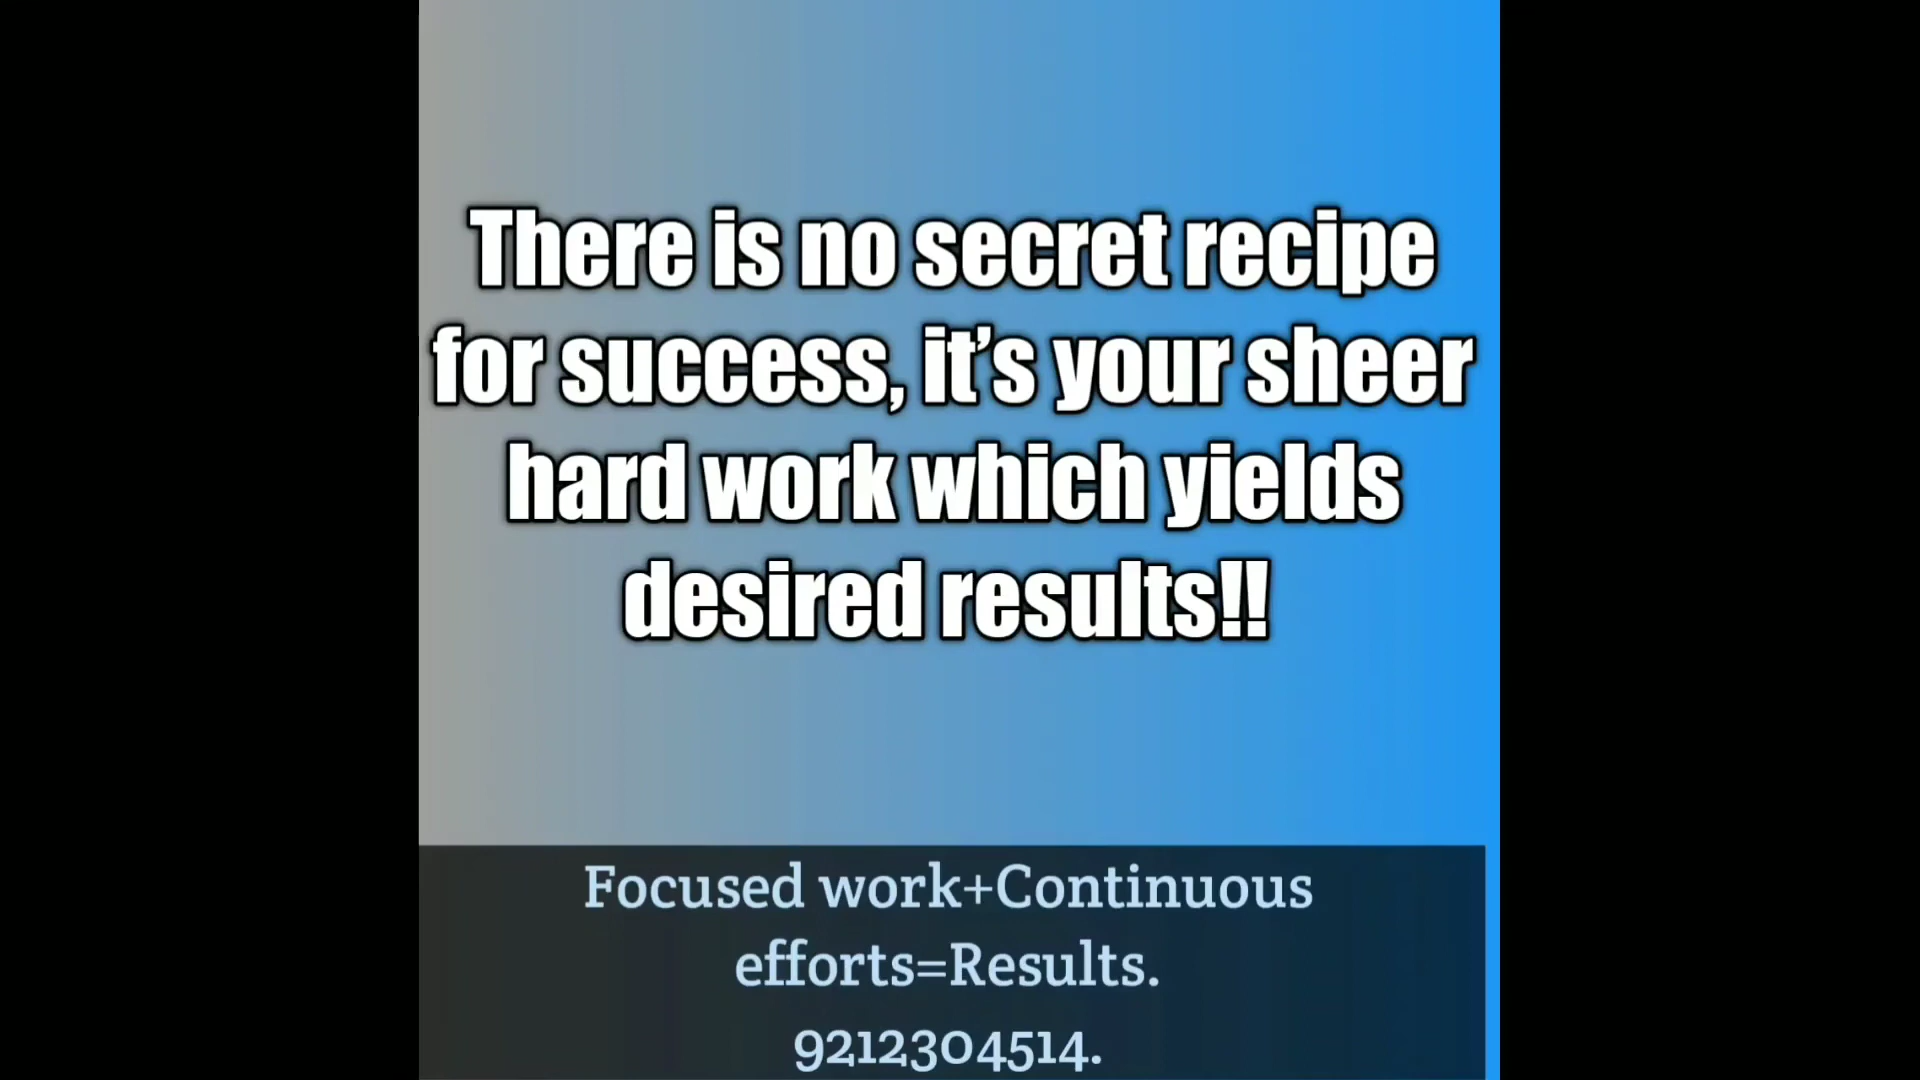 There is no secret recipe
for success, it’s your sheer
hard work which yields
desired results!!
Focused work+Continuous
efforts=Results.
9212304514.